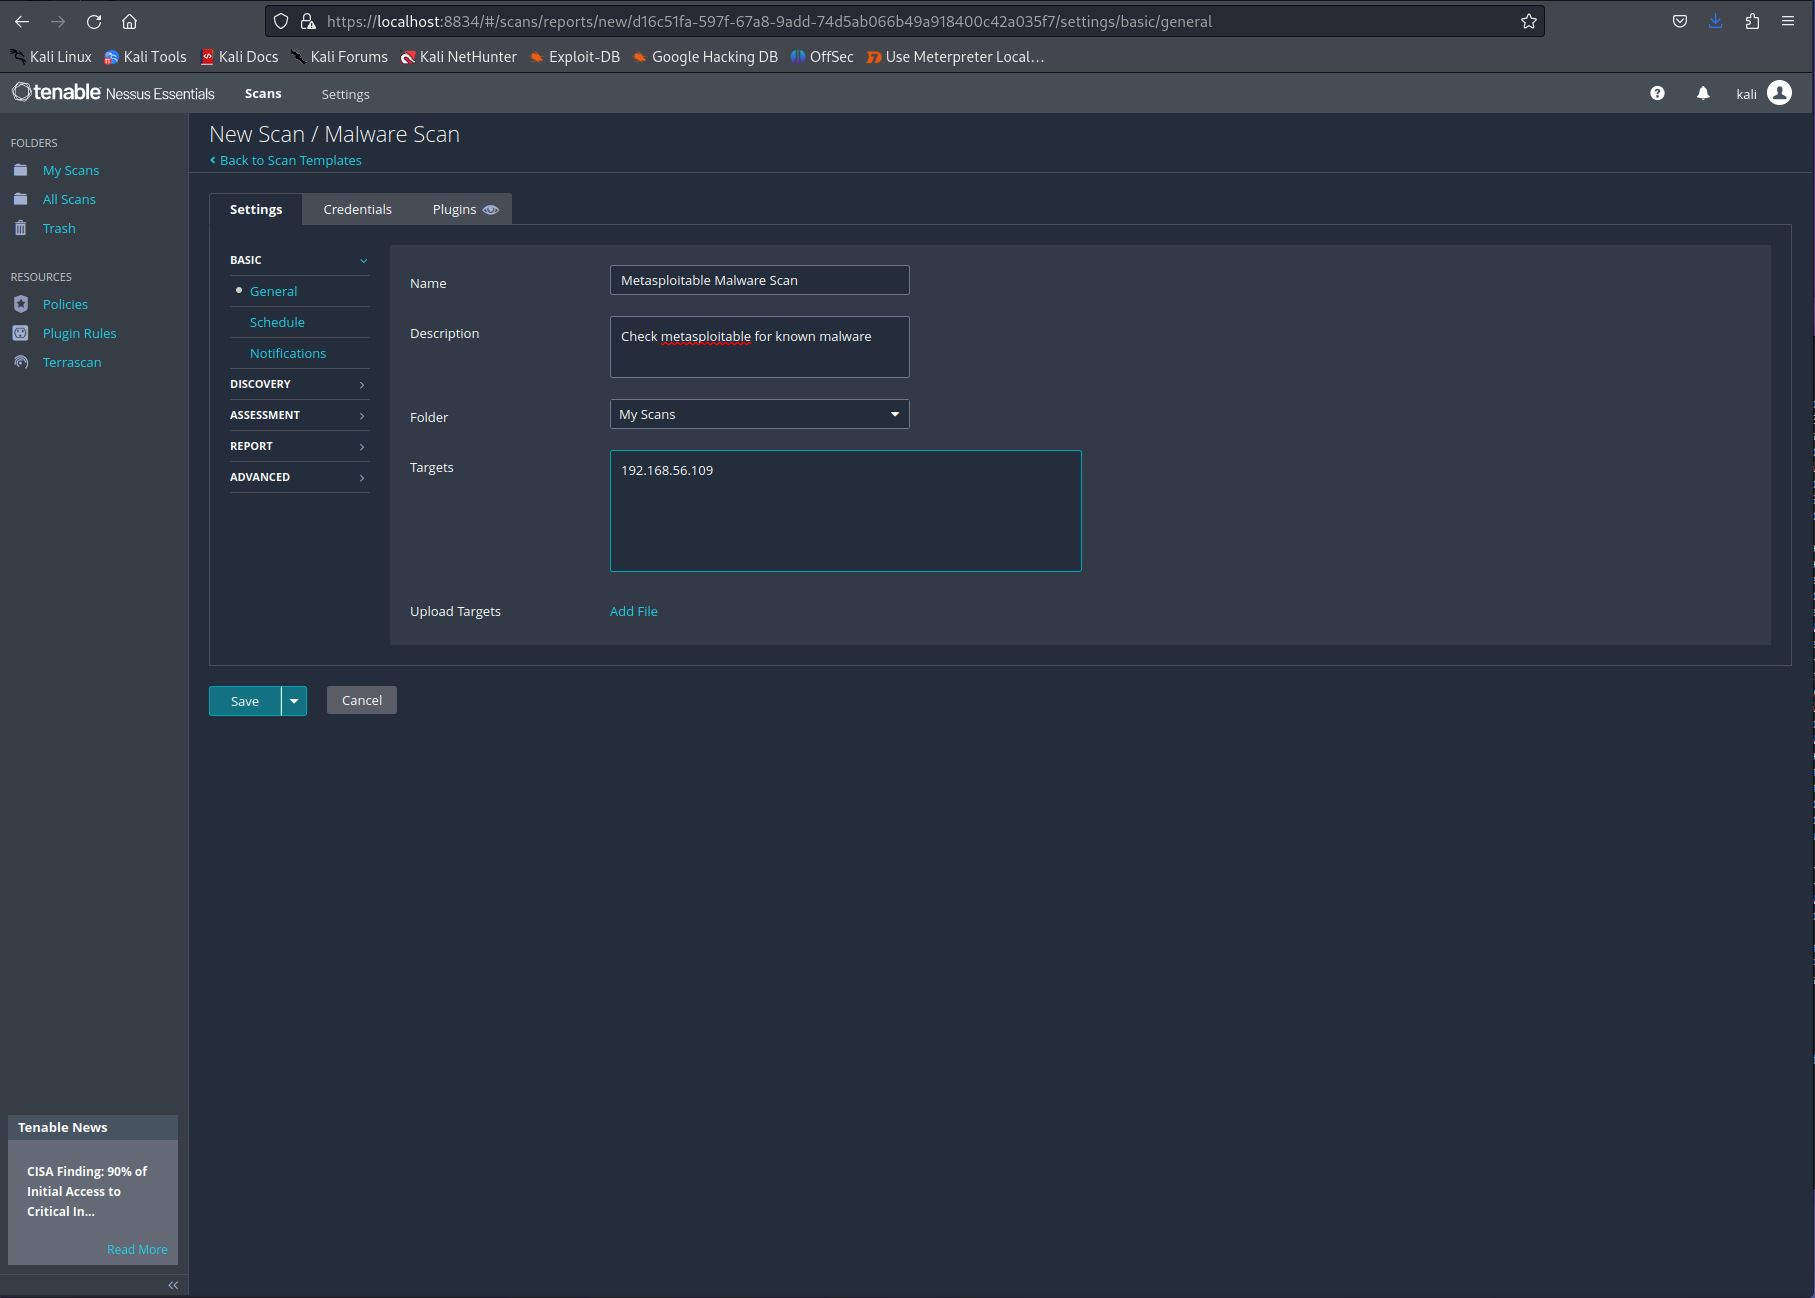 https://localhost:8834/#/scans/reports/new/d16c51fa-597f-67a8-9add-74d5ab066b49a918400c42a035f7/settings/basic/general
Kali Linux Kali Tools Kali Docs Kali Forums Kali NetHunter Exploit-DB Google Hacking DB OffSec Use Meterpreter Local…
tenable Nessus Essentials Scans Settings kali
FOLDERS
My Scans
All Scans
Trash
RESOURCES
Policies
Plugin Rules
Terrascan
New Scan / Malware Scan
Back to Scan Templates
Settings Credentials Plugins
BASIC
General
Schedule
Notifications
DISCOVERY
ASSESSMENT
REPORT
ADVANCED
Name Metasploitable Malware Scan
Description Check metasploitable for known malware
Folder My Scans
Targets 192.168.56.109
Upload Targets Add File
Save Cancel
Tenable News
CISA Finding: 90% of
Initial Access to
Critical In...
Read More